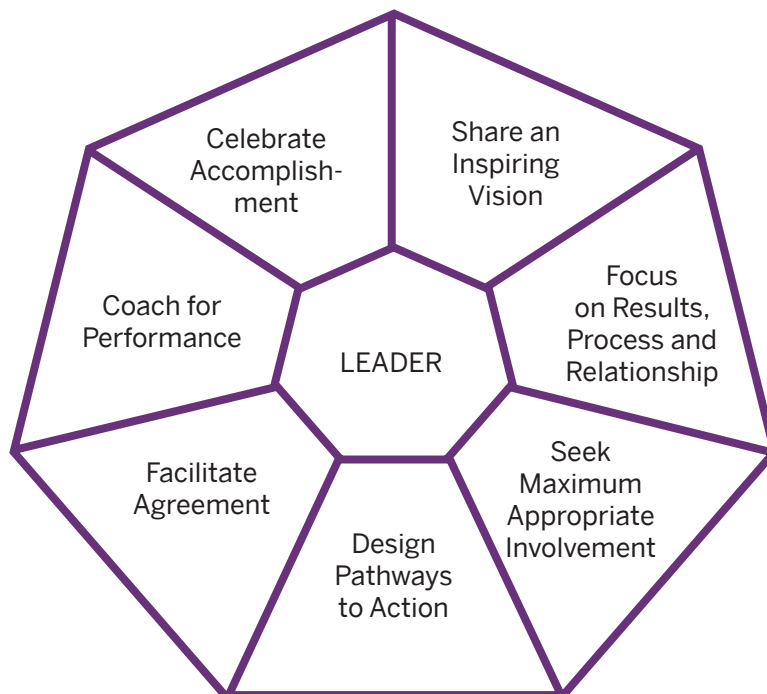 Celebrate
Accomplish-
ment
Share an
Inspiring
Vision
Focus
on Results,
Process and
Relationship
Seek
Maximum
Appropriate
Involvement
Design
Pathways
to Action
Facilitate
Agreement
Coach for
Performance
LEADER